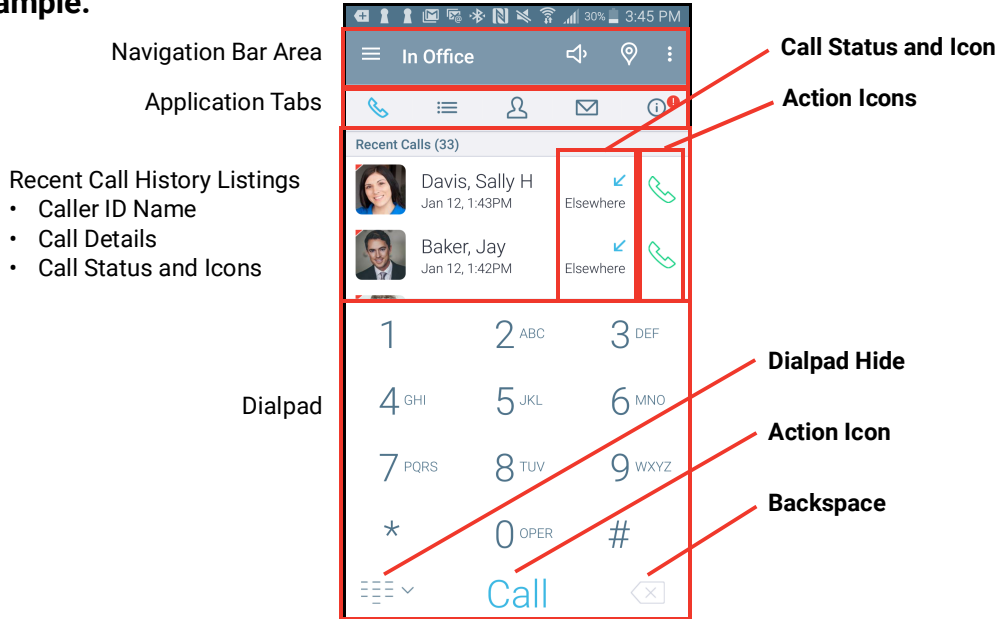 ample.
30% 3:45 PM
Navigation Bar Area
In Office
Call Status and Icon
Application Tabs
Action Icons
Recent Calls (33)
Recent Call History Listings
• Caller ID Name
• Call Details
• Call Status and Icons
Davis, Sally H
Jan 12, 1:43PM
Elsewhere
Baker, Jay
Jan 12, 1:42PM
Elsewhere
1 2 ABC 3 DEF
Dialpad Hide
Dialpad
4 GHI 5 JKL 6 MNO
Action Icon
7 PQRS 8 TUV 9 WXYZ
Backspace
* 0 OPER #
Call